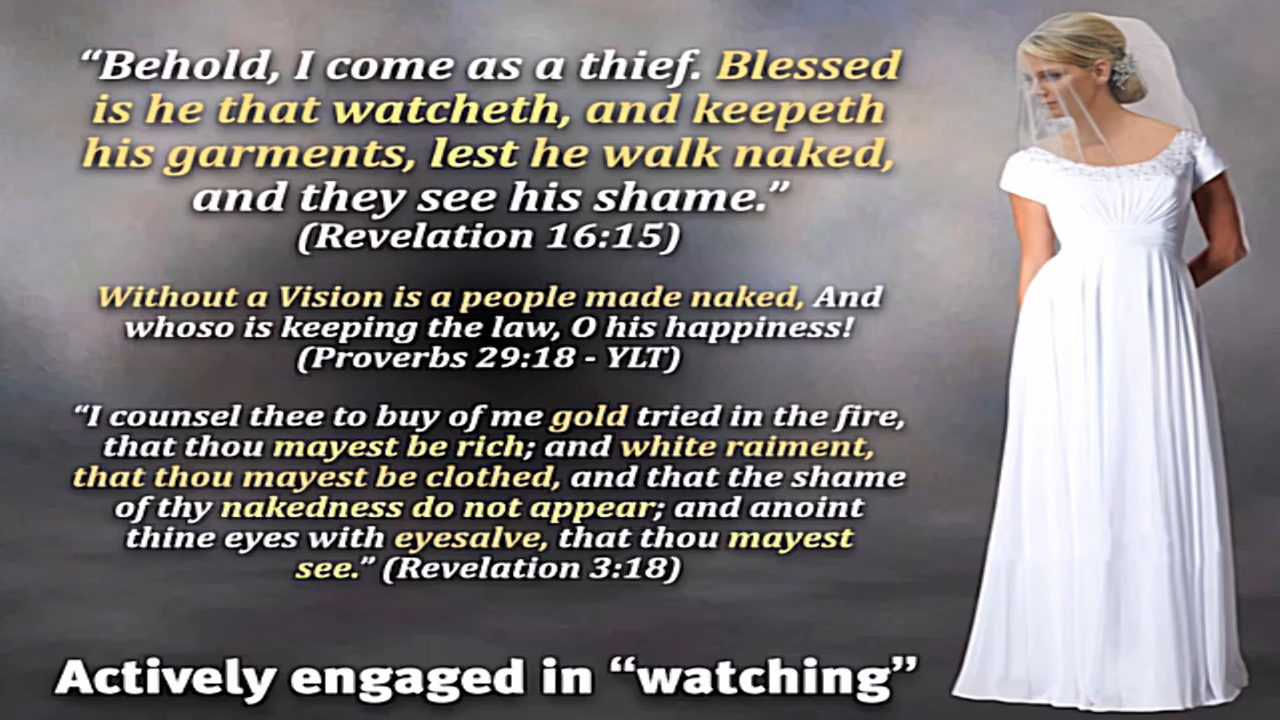 “Behold, I come as a thief. Blessed
is he that watcheth, and keepeth
his garments, lest he walk naked,
and they see his shame.”
(Revelation 16:15)
Without a Vision is a people made naked, And
whoso is keeping the law, O his happiness!
(Proverbs 29:18 - YLT)
“I counsel thee to buy of me gold tried in the fire,
that thou mayest be rich; and white raiment,
that thou mayest be clothed, and that the shame
of thy nakedness do not appear; and anoint
thine eyes with eyesalve, that thou mayest
see.” (Revelation 3:18)
Actively engaged in “watching”